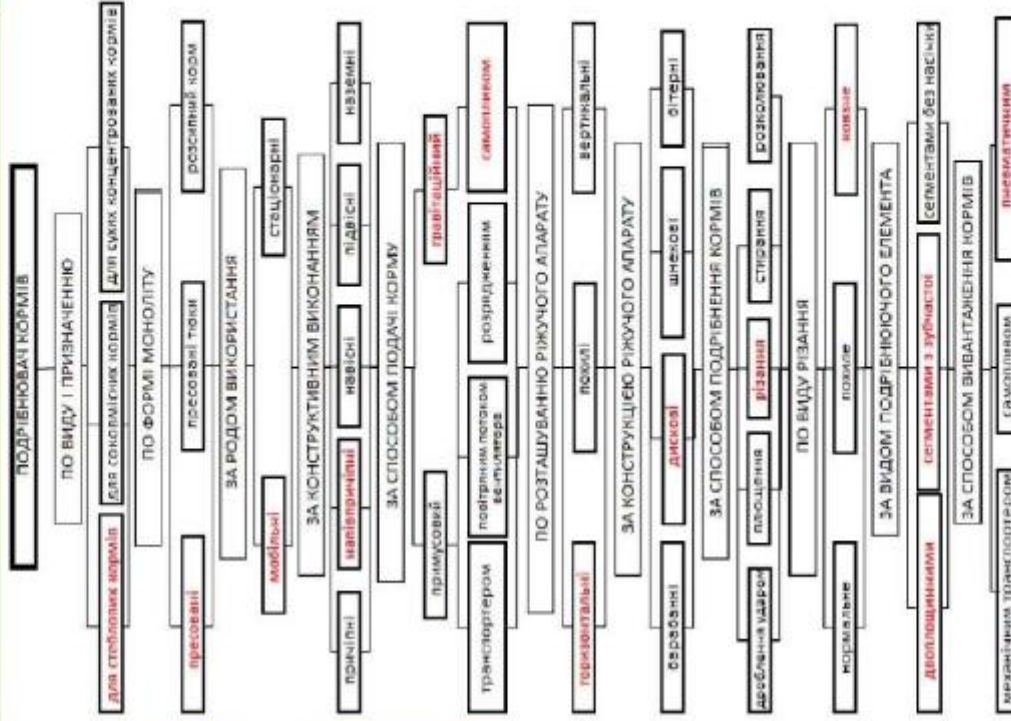 ПОДРІБНЮВАЧ КОРМІВ
ПО ВИДУ І ПРИЗНАЧЕННЮ
для стеблових кормів
для соковмісних кормів
для сухих концентрованих кормів
ПО ФОРМІ МОНОЛІТУ
пресовані
пресовані тюки
розсипний корм
ЗА РОДОМ ВИКОРИСТАННЯ
мобільні
стаціонарні
ЗА КОНСТРУКТИВНИМ ВИКОНАННЯМ
причіпні
напівпричіпні
навісні
підвісні
наземні
ЗА СПОСОБОМ ПОДАЧІ КОРМУ
примусовий
гравітаційний
транспортером
повітряним потоком
вентилятора
розрядженням
самопливом
ПО РОЗТАШУВАННЮ РІЖУЧОГО АПАРАТУ
горизонтальні
похилі
вертикальні
ЗА КОНСТРУКЦІЄЮ РІЖУЧОГО АПАРАТУ
барабанні
дискові
шнекові
бітерні
ЗА СПОСОБОМ ПОДРІБНЕННЯ КОРМІВ
дроблення ударом
площення
різання
стирання
розколювання
ПО ВИДУ РІЗАННЯ
нормальне
похиле
ковзне
ЗА ВИДОМ ПОДРІБНЮЮЧОГО ЕЛЕМЕНТА
двоплощинними
сегментами з зубчастої
сегментами без насічки
ЗА СПОСОБОМ ВИВАНТАЖЕННЯ КОРМІВ
механічним транспортером
самопливом
пневматичним